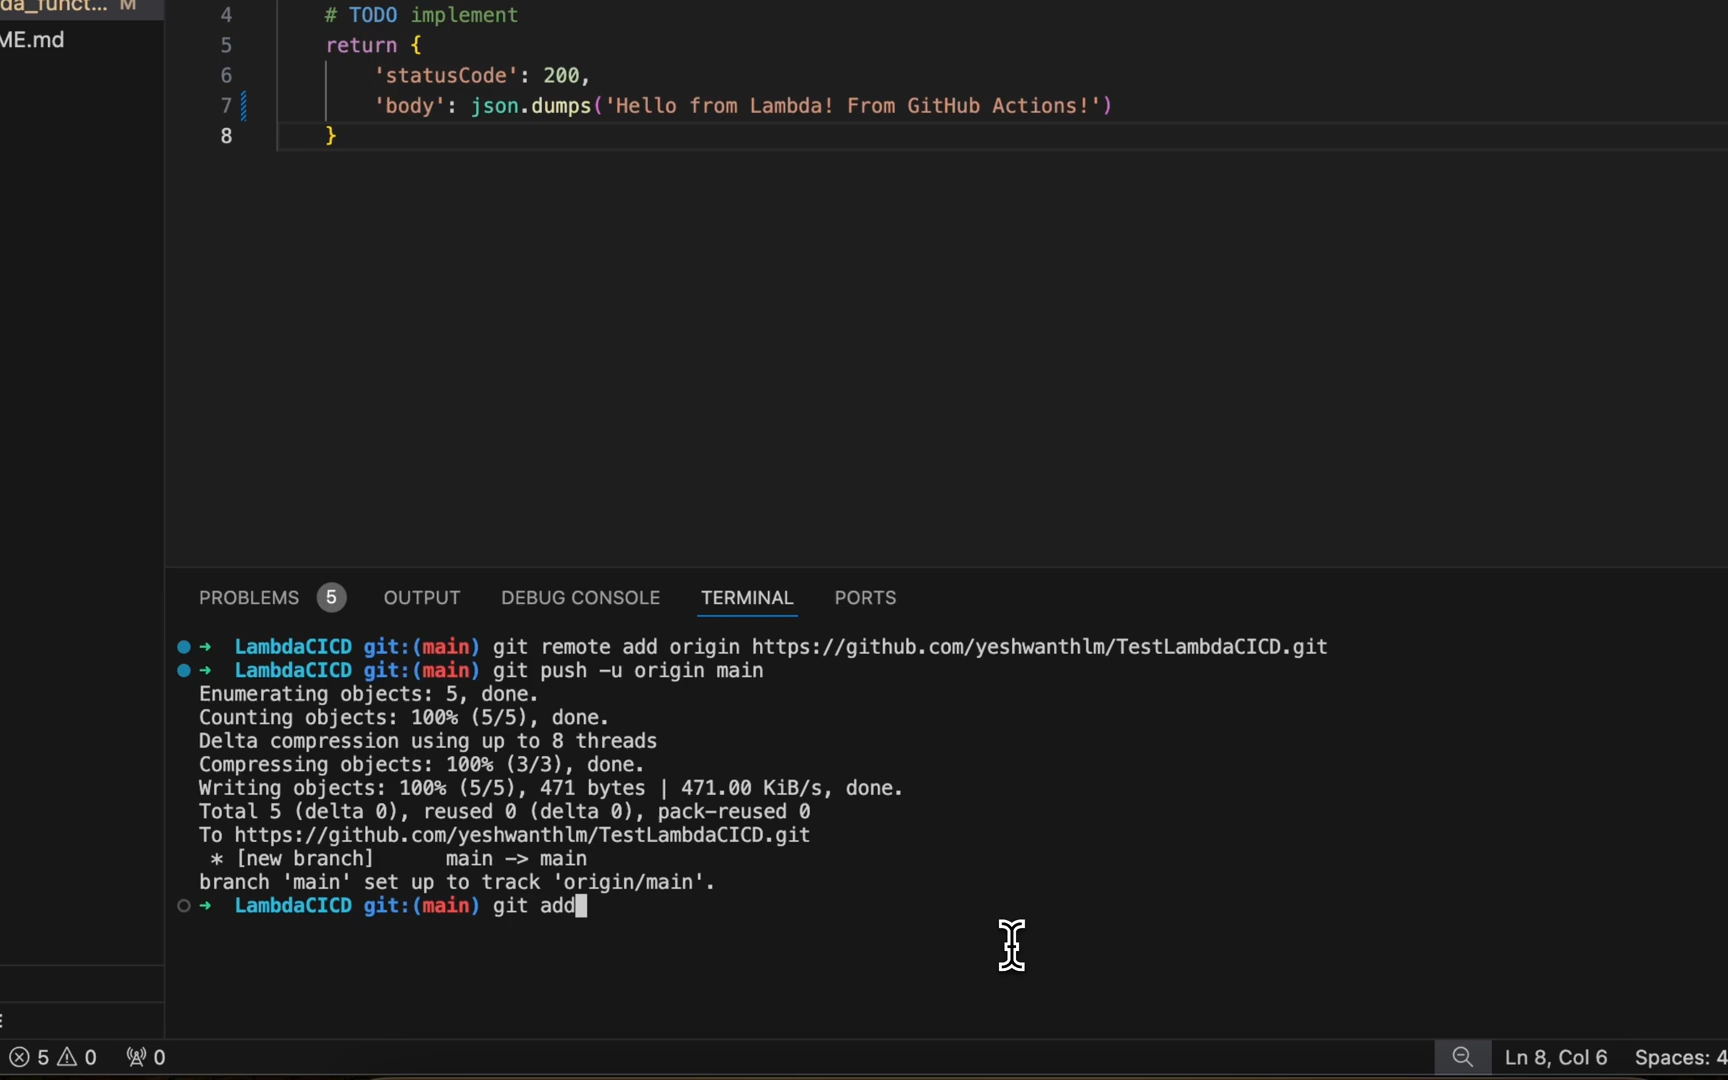 da_funct... M
ME.md
4 # TODO implement
5 return {
6 'statusCode': 200,
7 'body': json.dumps('Hello from Lambda! From GitHub Actions!')
8 }
PROBLEMS 5 OUTPUT DEBUG CONSOLE TERMINAL PORTS
➜ LambdaCICD git:(main) git remote add origin https://github.com/yeshwanthlm/TestLambdaCICD.git
➜ LambdaCICD git:(main) git push -u origin main
Enumerating objects: 5, done.
Counting objects: 100% (5/5), done.
Delta compression using up to 8 threads
Compressing objects: 100% (3/3), done.
Writing objects: 100% (5/5), 471 bytes | 471.00 KiB/s, done.
Total 5 (delta 0), reused 0 (delta 0), pack-reused 0
To https://github.com/yeshwanthlm/TestLambdaCICD.git
* [new branch] main -> main
branch 'main' set up to track 'origin/main'.
➜ LambdaCICD git:(main) git add
5 0 0 Ln 8, Col 6 Spaces: 4